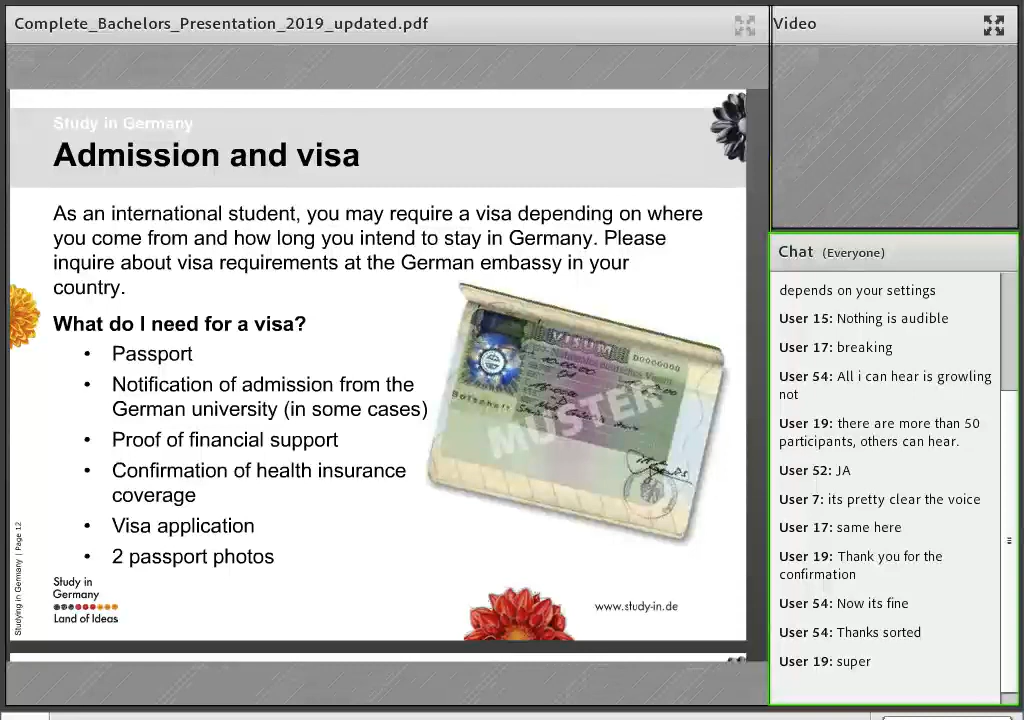 Complete_Bachelors_Presentation_2019_updated.pdf
Study in Germany
Admission and visa
As an international student, you may require a visa depending on where
you come from and how long you intend to stay in Germany. Please
inquire about visa requirements at the German embassy in your
country.
What do I need for a visa?
• Passport
• Notification of admission from the
German university (in some cases)
• Proof of financial support
• Confirmation of health insurance
coverage
• Visa application
• 2 passport photos
VISUM
D0000000
MUSTER
Studying in Germany | Page 12
Study in
Germany
Land of Ideas
www.study-in.de
Video
Chat (Everyone)
depends on your settings
User 15: Nothing is audible
User 17: breaking
User 54: All i can hear is growling
not
User 19: there are more than 50
participants, others can hear.
User 52: JA
User 7: its pretty clear the voice
User 17: same here
User 19: Thank you for the
confirmation
User 54: Now its fine
User 54: Thanks sorted
User 19: super